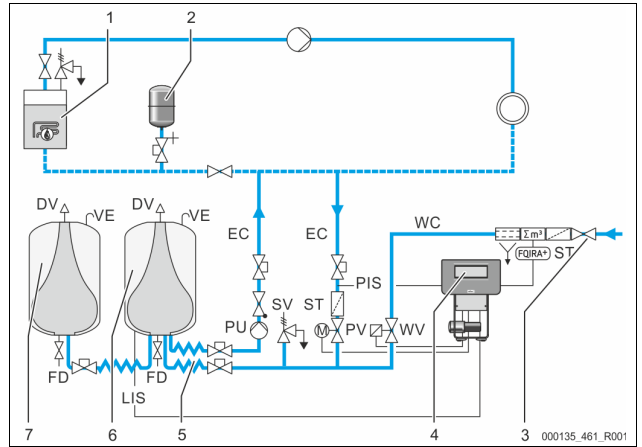 1
2
DV
VE
DV
VE
EC
EC
WC
Σm³
FQIRA+
ST
PIS
ST
SV
PU
M
PV
WV
FD
FD
LIS
7
6
5
4
3
000135_461_R001